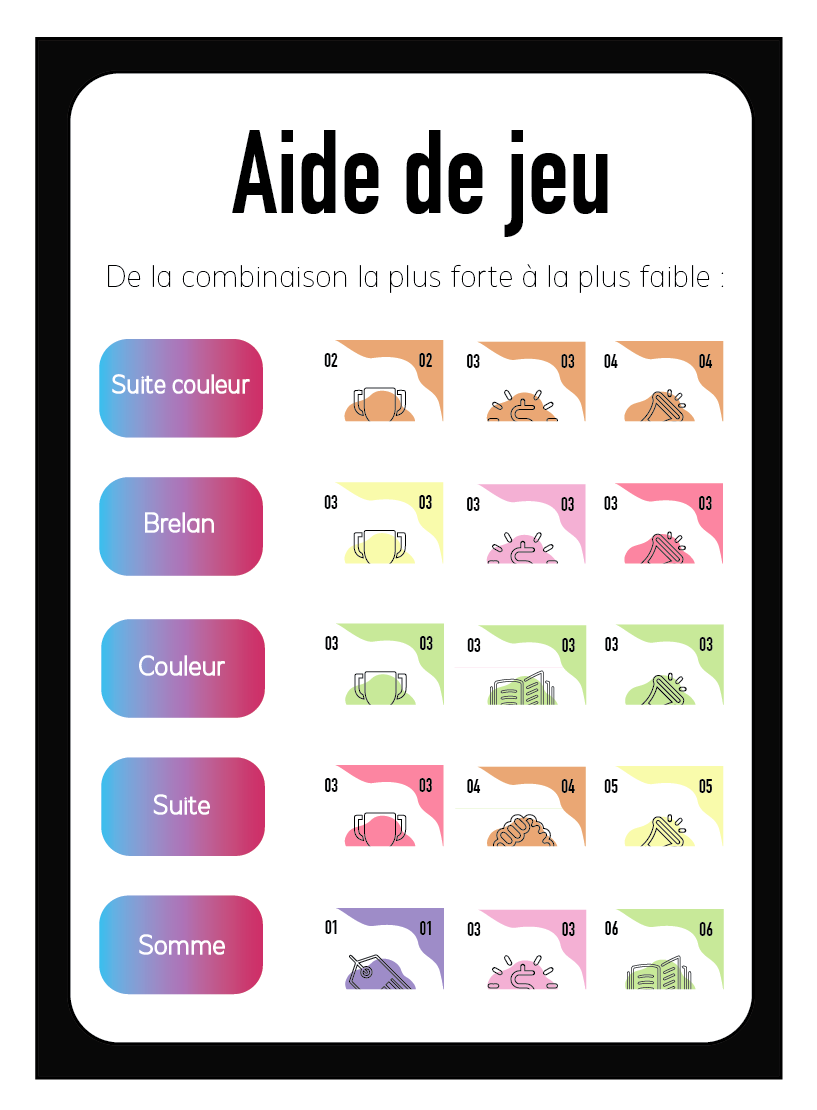 Aide de jeu
De la combinaison la plus forte à la plus faible :
Suite couleur
02 02 03 03 04 04
Brelan
03 03 03 03 03 03
Couleur
03 03 03 03 03 03
Suite
03 03 04 04 05 05
Somme
01 01 03 03 06 06